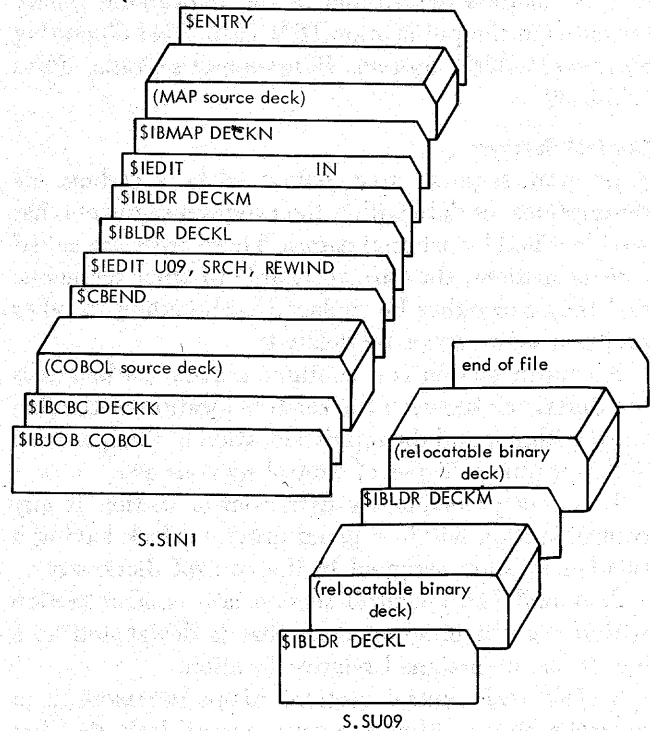 $ENTRY
(MAP source deck)
$IBMAP DECKN
$IEDIT IN
$IBLDR DECKM
$IBLDR DECKL
$IEDIT U09, SRCH, REWIND
$CBEND
(COBOL source deck)
$IBCBC DECKK
$IBJOB COBOL
S.SIN1
end of file
(relocatable binary
deck)
$IBLDR DECKM
(relocatable binary
deck)
$IBLDR DECKL
S.SU09